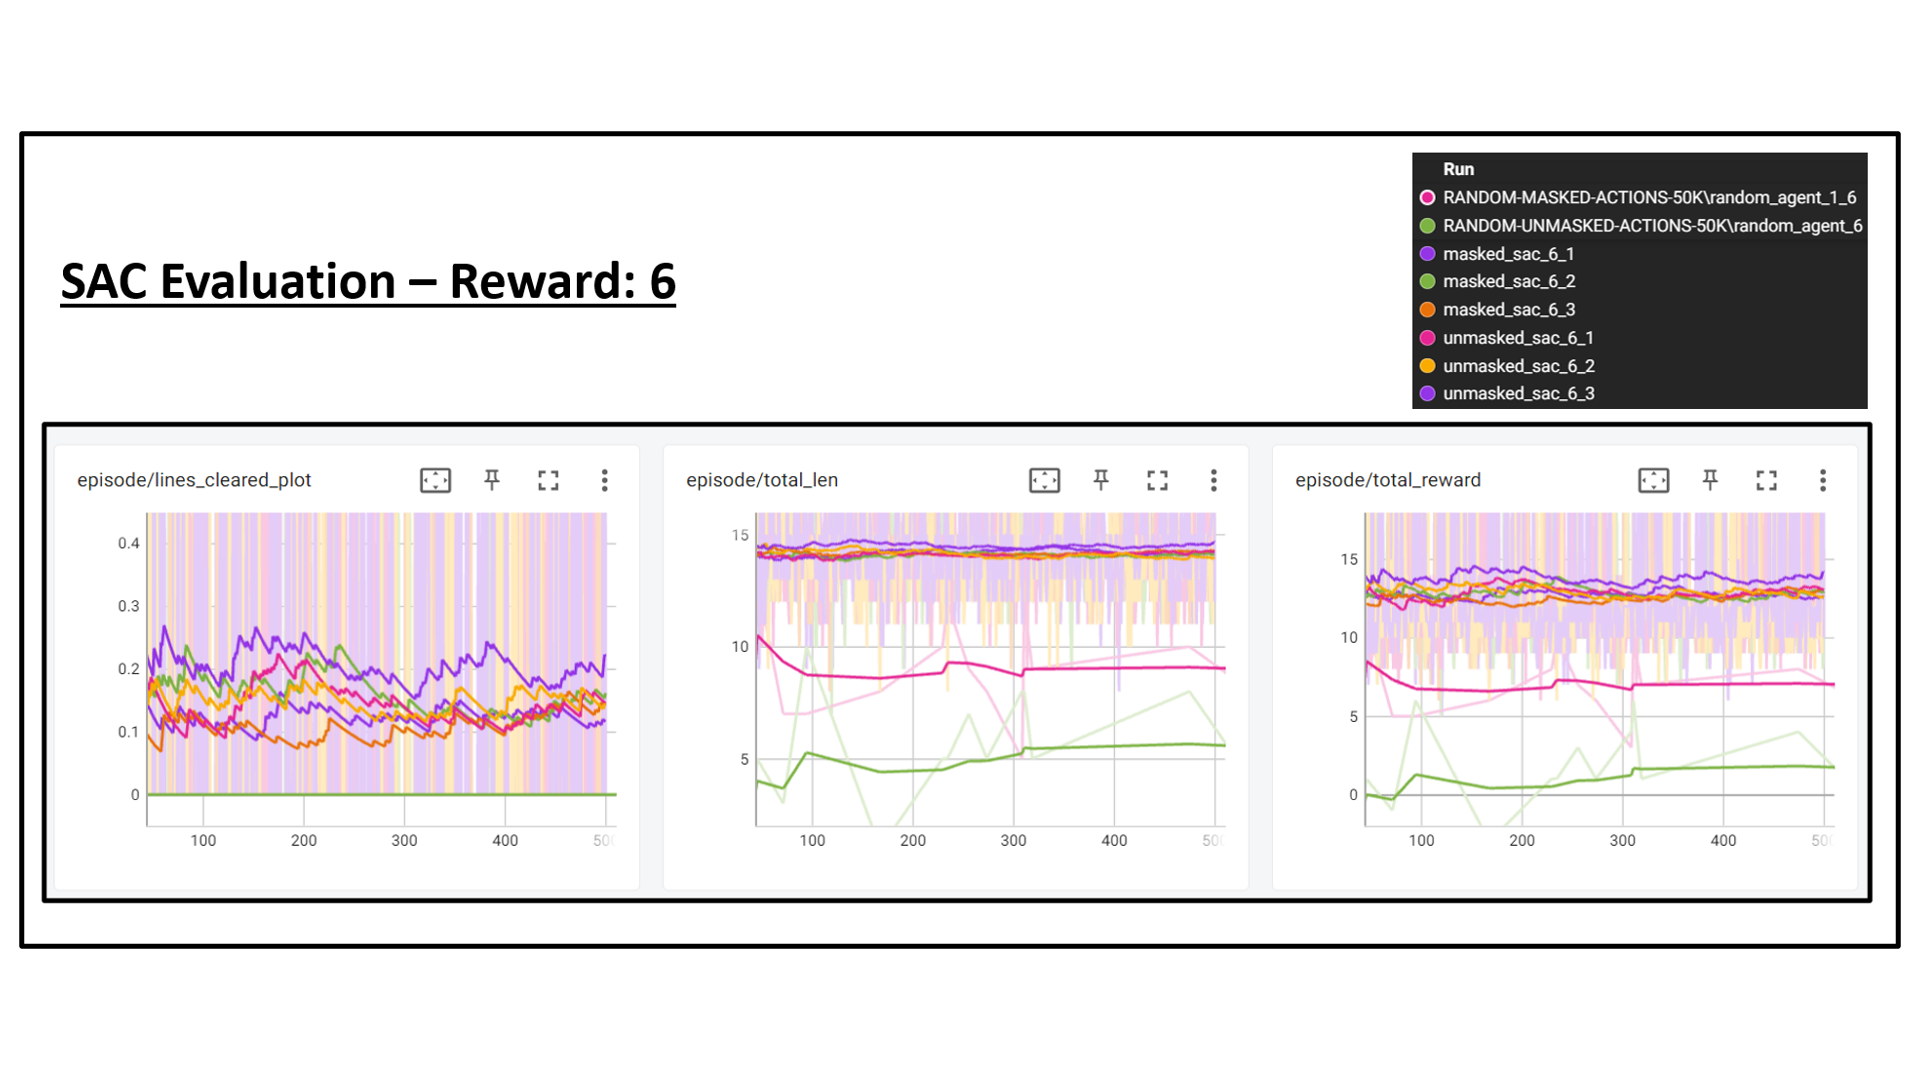 SAC Evaluation – Reward: 6
Run
RANDOM-MASKED-ACTIONS-50K\random_agent_1_6
RANDOM-UNMASKED-ACTIONS-50K\random_agent_6
masked_sac_6_1
masked_sac_6_2
masked_sac_6_3
unmasked_sac_6_1
unmasked_sac_6_2
unmasked_sac_6_3
episode/lines_cleared_plot
0.4
0.3
0.2
0.1
0
100 200 300 400 500
episode/total_len
15
10
5
100 200 300 400 500
episode/total_reward
15
10
5
0
100 200 300 400 500